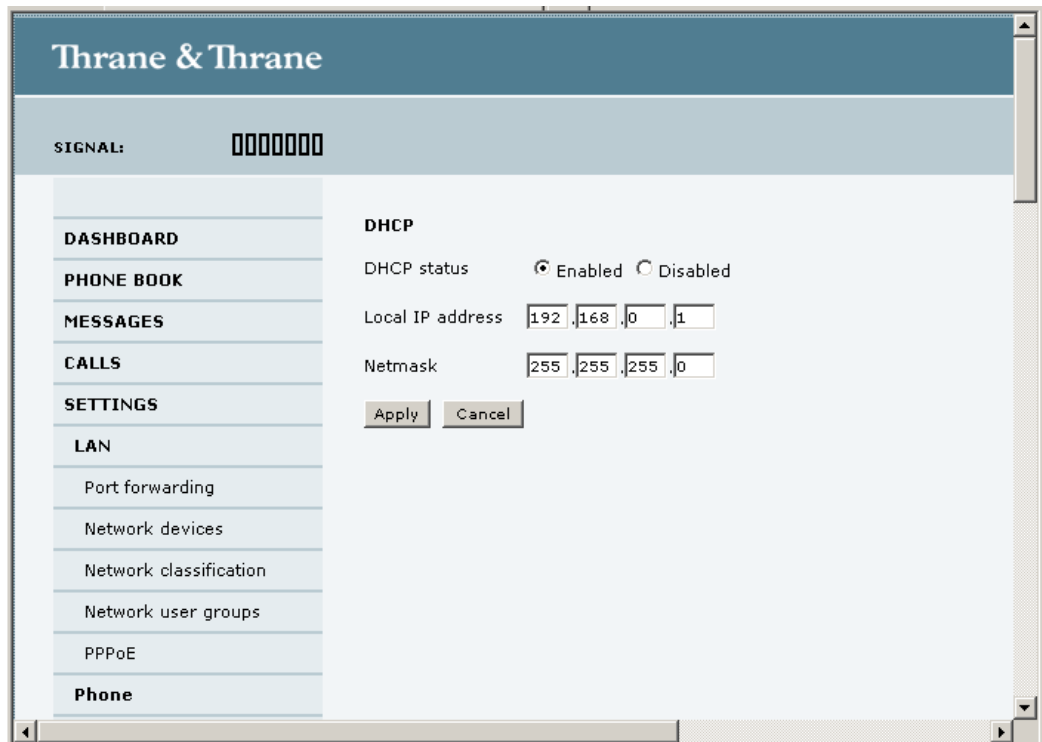 Thrane & Thrane
SIGNAL:
DASHBOARD
PHONE BOOK
MESSAGES
CALLS
SETTINGS
LAN
Port forwarding
Network devices
Network classification
Network user groups
PPPoE
Phone
DHCP
DHCP status Enabled Disabled
Local IP address 192 .168 .0 .1
Netmask 255 .255 .255 .0
Apply Cancel